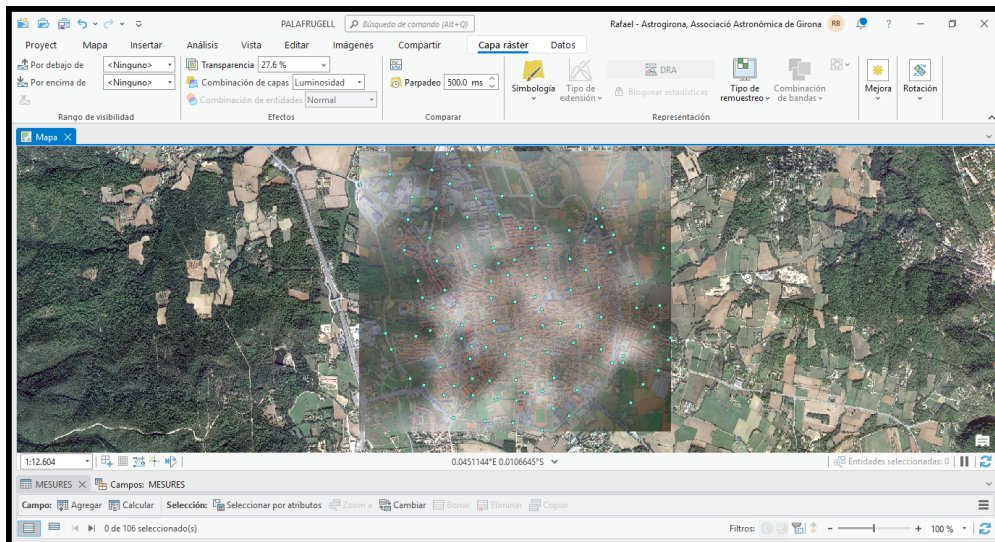 PALAFRUGELL
Búsqueda de comando (Alt+Q)
Rafael - Astrogirona, Associació Astronòmica de Girona
RB
?
Proyect Mapa Insertar Análisis Vista Editar Imágenes Compartir Capa ráster Datos
Por debajo de <Ninguno>
Por encima de <Ninguno>
Rango de visibilidad
Transparencia 27.6 %
Combinación de capas Luminosidad
Combinación de entidades Normal
Efectos
Parpadeo 500.0 ms
Comparar
Simbología
Tipo de extensión
DRA
Bloquear estadísticas
Tipo de remuestreo
Combinación de bandas
Representación
Mejora
Rotación
Mapa
1:12.604
0.0451144°E 0.0106645°S
Entidades seleccionadas: 0
MESURES Campos: MESURES
Campo: Agregar Calcular Selección: Seleccionar por atributos Zoom a Cambiar Borrar Eliminar Copiar
0 de 106 seleccionado(s)
Filtros: - + 100 %